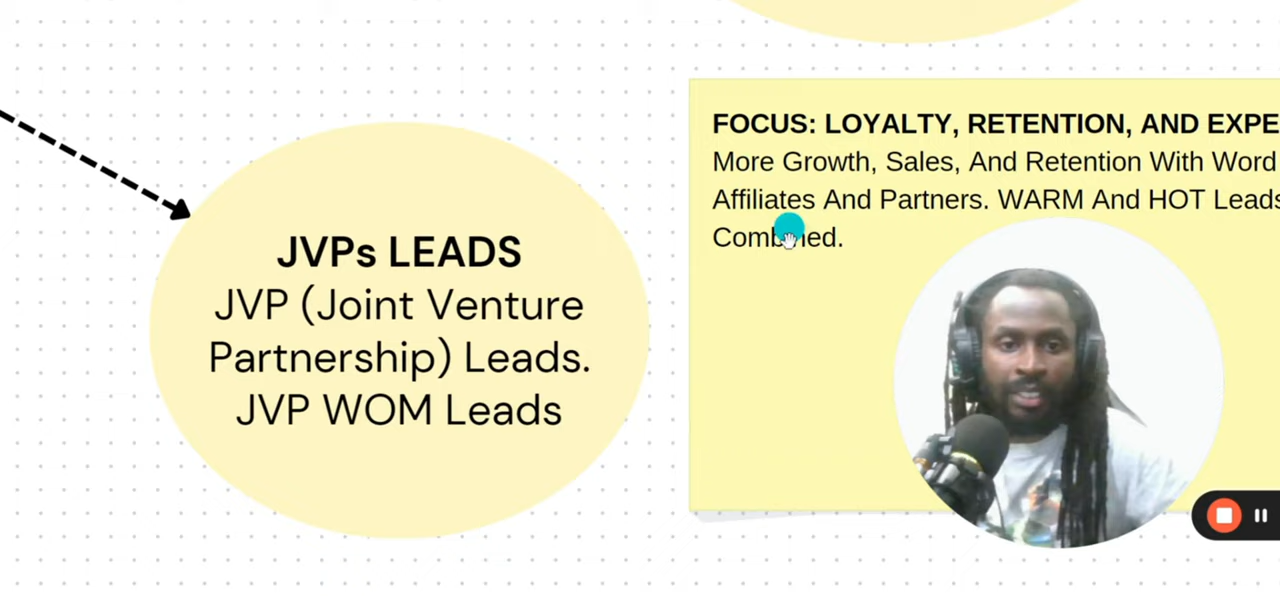 JVPs LEADS
JVP (Joint Venture
Partnership) Leads.
JVP WOM Leads
FOCUS: LOYALTY, RETENTION, AND
More Growth, Sales, And Retention With Word
Affiliates And Partners. WARM And HOT Leads
Combined.